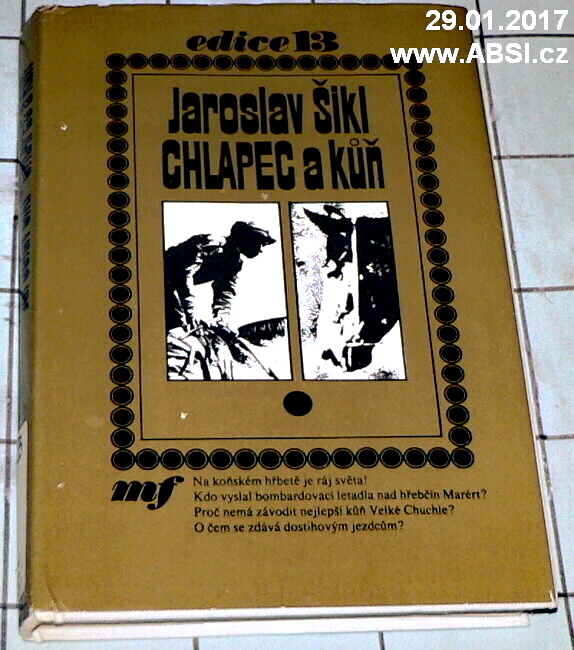 29.01.2017
www.ABSI.cz
edice 13
Jaroslav Šikl
CHLAPEC a kůň
mf
Na koňském hřbetě je ráj světa!
Kdo vyslal bombardovací letadla nad hřebčín Marért?
Proč nemá závodit nejlepší kůň Velké Chuchle?
O čem se zdává dostihovým jezdcům?